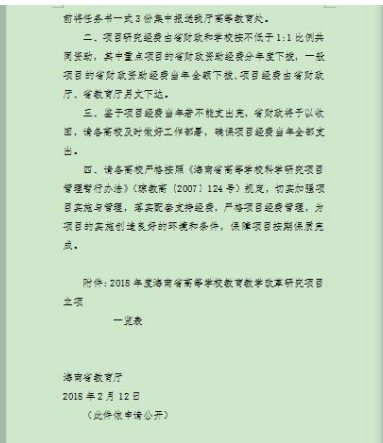 前将任务书一式3份集中报送我厅高等教育处。
二、项目研究经费由省财政和学校按不低于1:1比例共
同资助，其中重点项目的省财政资助经费分年度下拨，一般
项目的省财政资助经费当年全额下拨。项目经费由省财政
厅、省教育厅另文下达。
三、鉴于项目经费当年若不能支出完，省财政将予以收
回，请各高校及时做好工作部署，确保项目经费当年全部支
出。
四、请各高校严格按照《海南省高等学校科学研究项目
管理暂行办法》（琼教高〔2007〕124号）规定，切实加强项
目实施与管理，落实配套支持经费，严格项目经费管理，为
项目的实施创造良好的环境和条件，保障项目按期保质完
成。
附件：2018年度海南省高等学校教育教学改革研究项目
立项
一览表
海南省教育厅
2018年2月12日
（此件依申请公开）